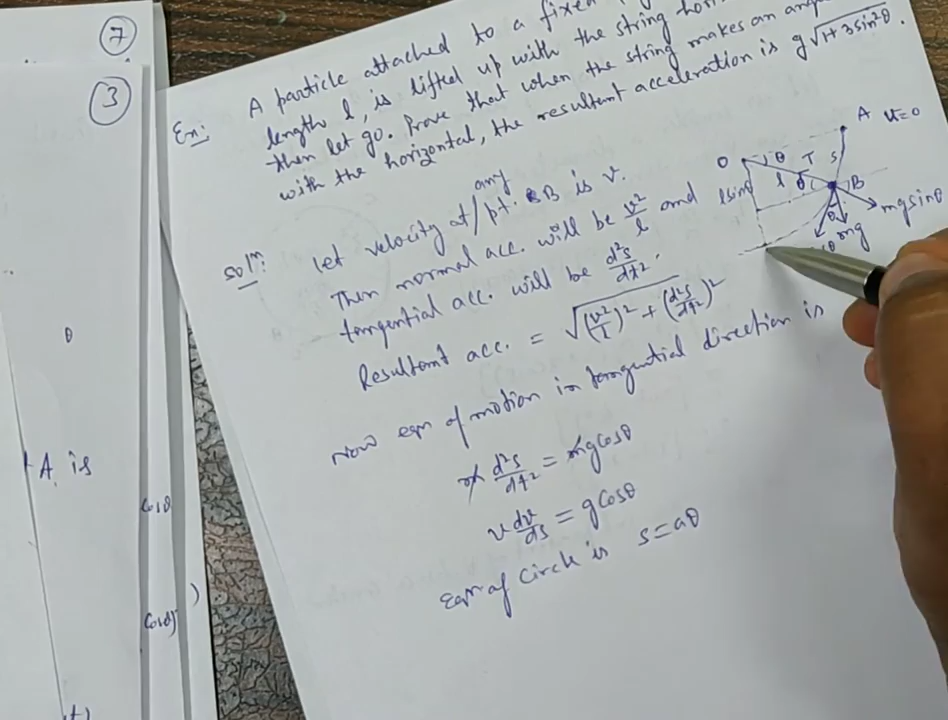 7
3
Ex:
A particle attached to a fixed
length l, is lifted up with the string hor
then let go. Prove that when the string makes an ang
with the horizontal, the resultant acceleration is g√1+3sin²θ.
Solⁿ:
Let velocity at any pt. B is v.
Then normal acc. will be v²/l and
tangential acc. will be d²s/dt².
Resultant acc. = √(v²/l)² + (d²s/dt²)²
Now eqn of motion in tangential direction is
m d²s/dt² = mg cosθ
v dv/ds = g cosθ
Eqn of circle is s = aθ
O θ T S A u=0
l sinθ l θ B
mg sinθ
θ mg
θ
A, is
cosθ